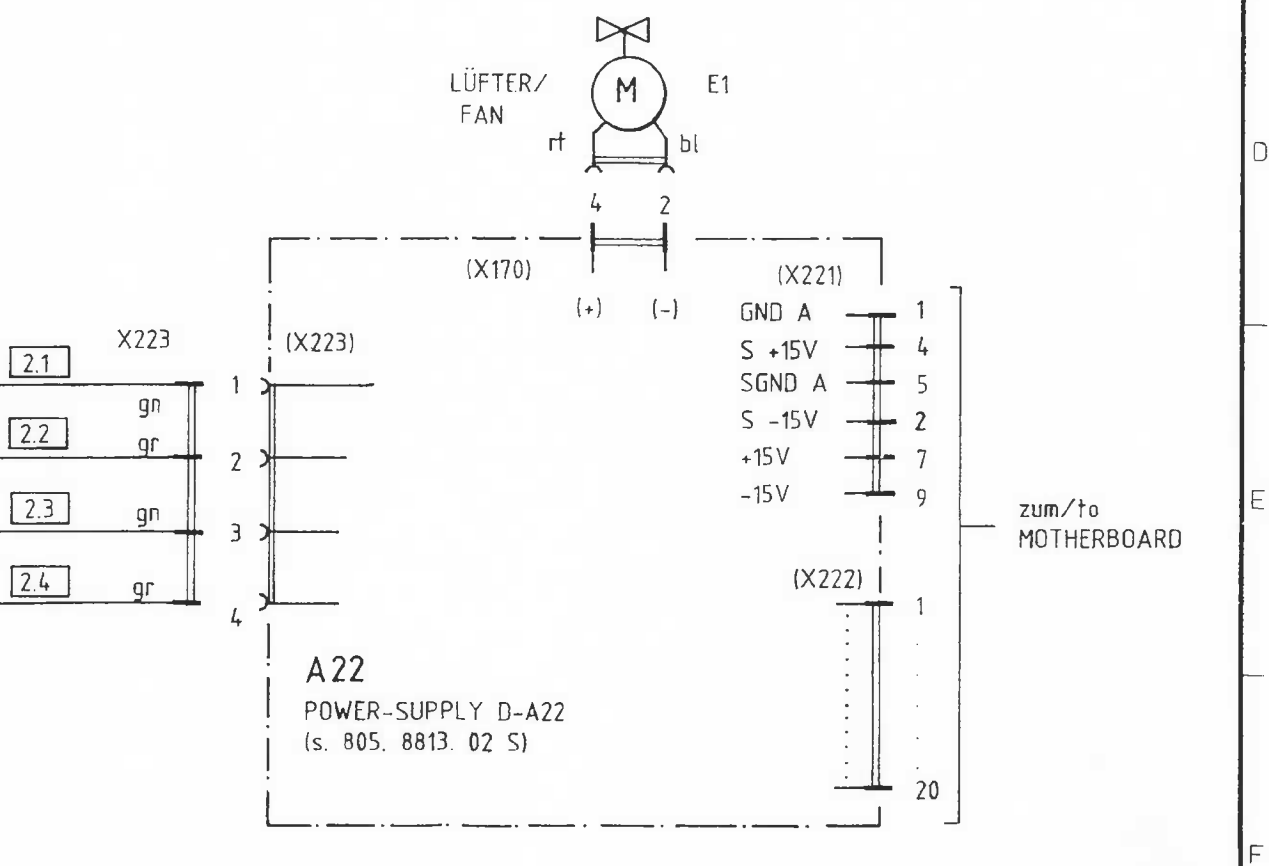 LÜFTER/
FAN
M
E1
rt
bl
D
4
2
(X170)
(+)
(-)
(X221)
GND A
1
S +15V
4
SGND A
5
S -15V
2
+15V
7
-15V
9
X223
(X223)
2.1
1
gn
2.2
gr
2
2.3
gn
3
2.4
gr
4
zum/to
MOTHERBOARD
E
(X222)
1
20
A22
POWER-SUPPLY D-A22
(s. 805. 8813. 02 S)
F